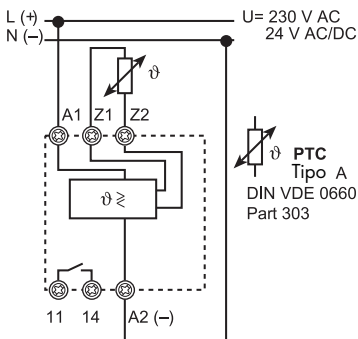 L (+)
U= 230 V AC
N (–)
24 V AC/DC
ϑ
A1 Z1 Z2
ϑ PTC
Tipo A
DIN VDE 0660
Part 303
ϑ ≷
11 14 A2 (–)